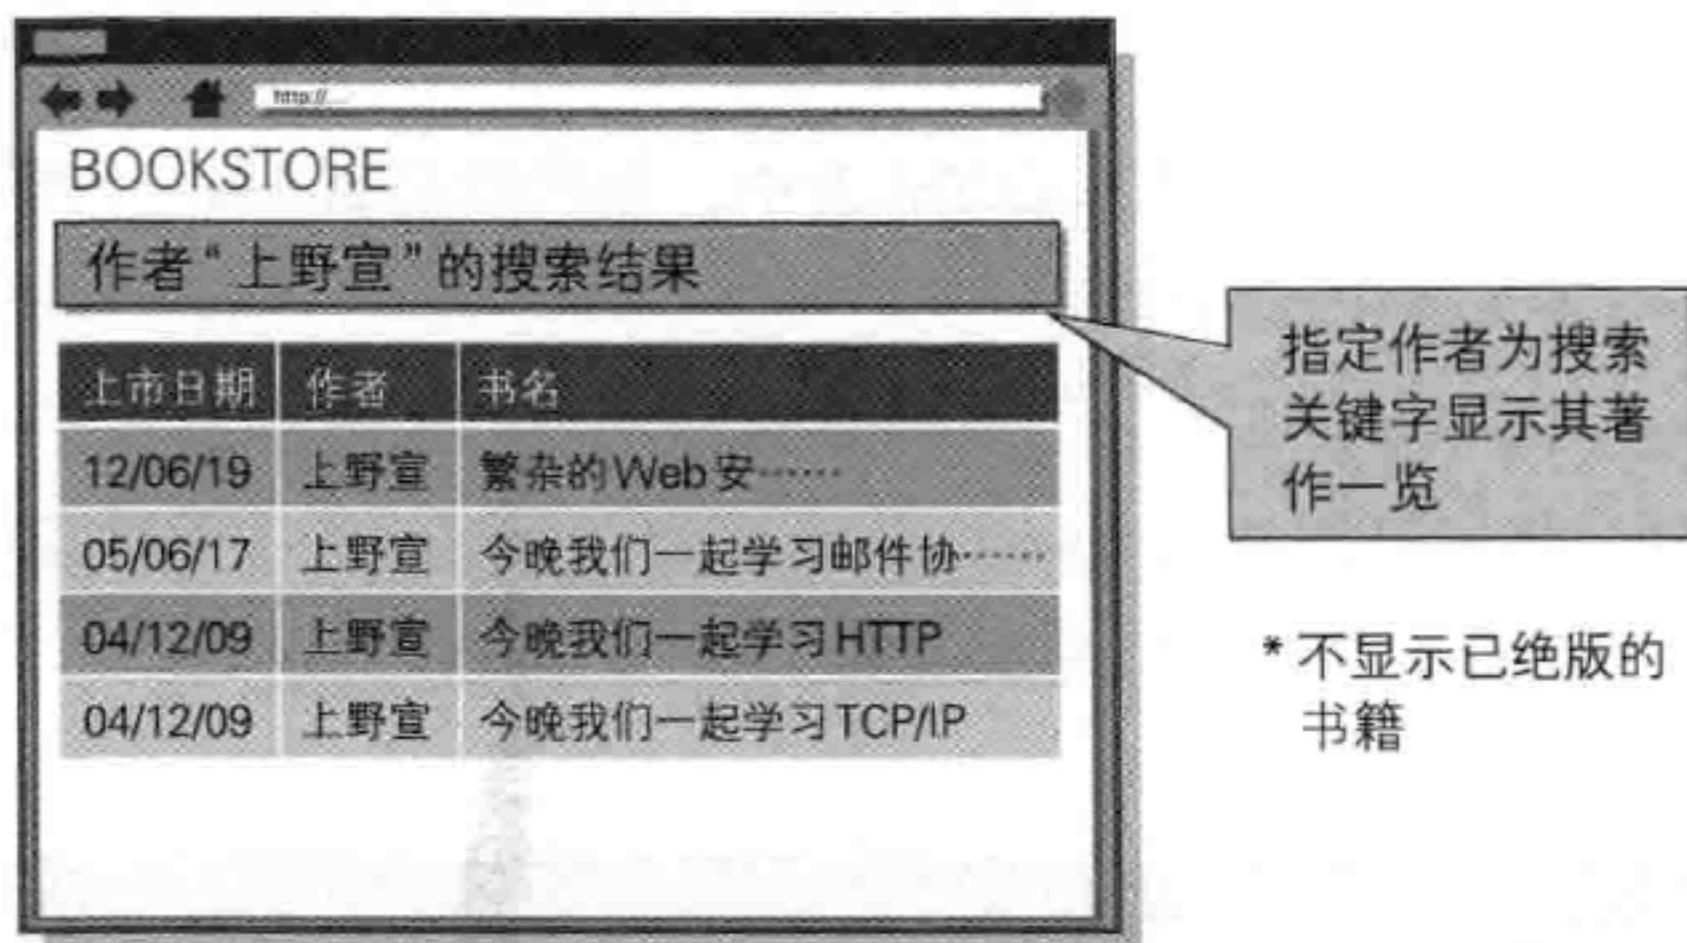 http://.....
BOOKSTORE
作者“上野宣”的搜索结果
上市日期 作者 书名
12/06/19 上野宣 繁杂的Web安……
05/06/17 上野宣 今晚我们一起学习邮件协……
04/12/09 上野宣 今晚我们一起学习HTTP
04/12/09 上野宣 今晚我们一起学习TCP/IP
指定作者为搜索
关键字显示其著
作一览
*不显示已绝版的
书籍